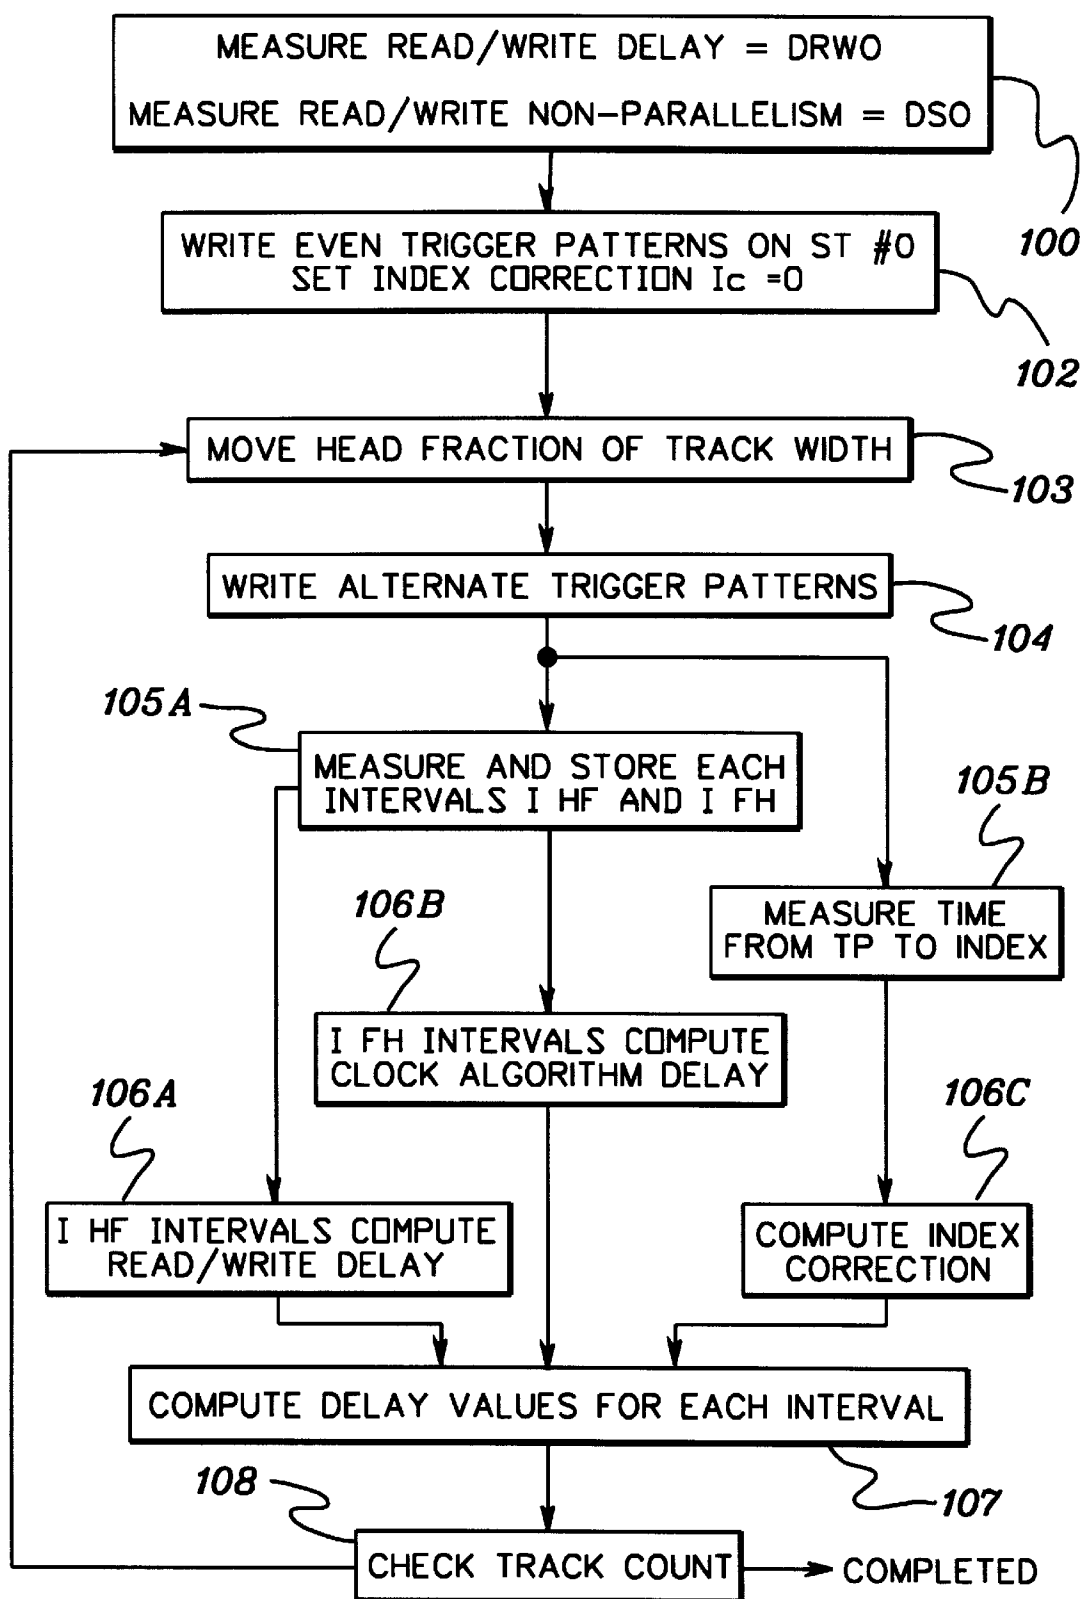 MEASURE READ/WRITE DELAY = DRWO
MEASURE READ/WRITE NON-PARALLELISM = DSO
100
WRITE EVEN TRIGGER PATTERNS ON ST #0
SET INDEX CORRECTION Ic =0
102
MOVE HEAD FRACTION OF TRACK WIDTH
103
WRITE ALTERNATE TRIGGER PATTERNS
104
105A
MEASURE AND STORE EACH
INTERVALS I HF AND I FH
105B
MEASURE TIME
FROM TP TO INDEX
106B
I FH INTERVALS COMPUTE
CLOCK ALGORITHM DELAY
106A
I HF INTERVALS COMPUTE
READ/WRITE DELAY
106C
COMPUTE INDEX
CORRECTION
COMPUTE DELAY VALUES FOR EACH INTERVAL
107
108
CHECK TRACK COUNT
COMPLETED